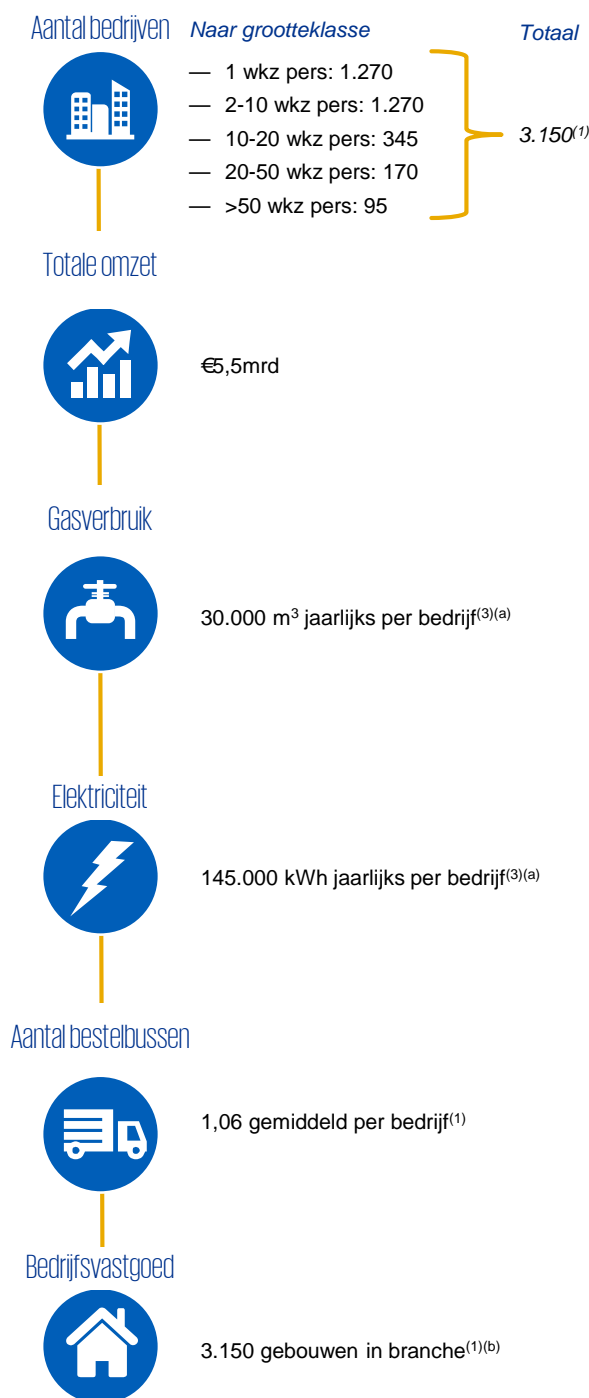 Aantal bedrijven
Naar grootteklasse
Totaal
— 1 wkz pers: 1.270
— 2-10 wkz pers: 1.270
— 10-20 wkz pers: 345
— 20-50 wkz pers: 170
— >50 wkz pers: 95
3.150(1)
Totale omzet
€5,5mrd
Gasverbruik
30.000 m³ jaarlijks per bedrijf(3)(a)
Elektriciteit
145.000 kWh jaarlijks per bedrijf(3)(a)
Aantal bestelbussen
1,06 gemiddeld per bedrijf(1)
Bedrijfsvastgoed
3.150 gebouwen in branche(1)(b)